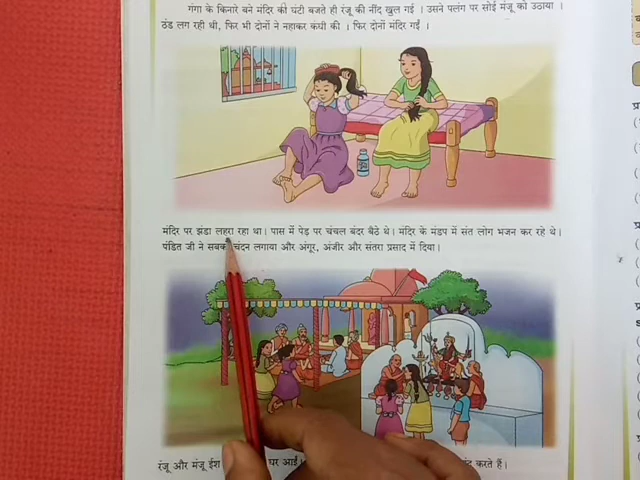 गंगा के किनारे बने मंदिर की घंटी बजते ही रंजू की नींद खुल गई । उसने पलंग पर सोई मंजू को उठाया ।
ठंड लग रही थी, फिर भी दोनों ने नहाकर कंघी की । फिर दोनों मंदिर गईं ।
मंदिर पर झंडा लहरा रहा था। पास में पेड़ पर चंचल बंदर बैठे थे। मंदिर के मंडप में संत लोग भजन कर रहे थे।
पंडित जी ने सबको चंदन लगाया और अंगूर, अंजीर और संतरा प्रसाद में दिया।
रंजू और मंजू घर आईं। करते हैं।